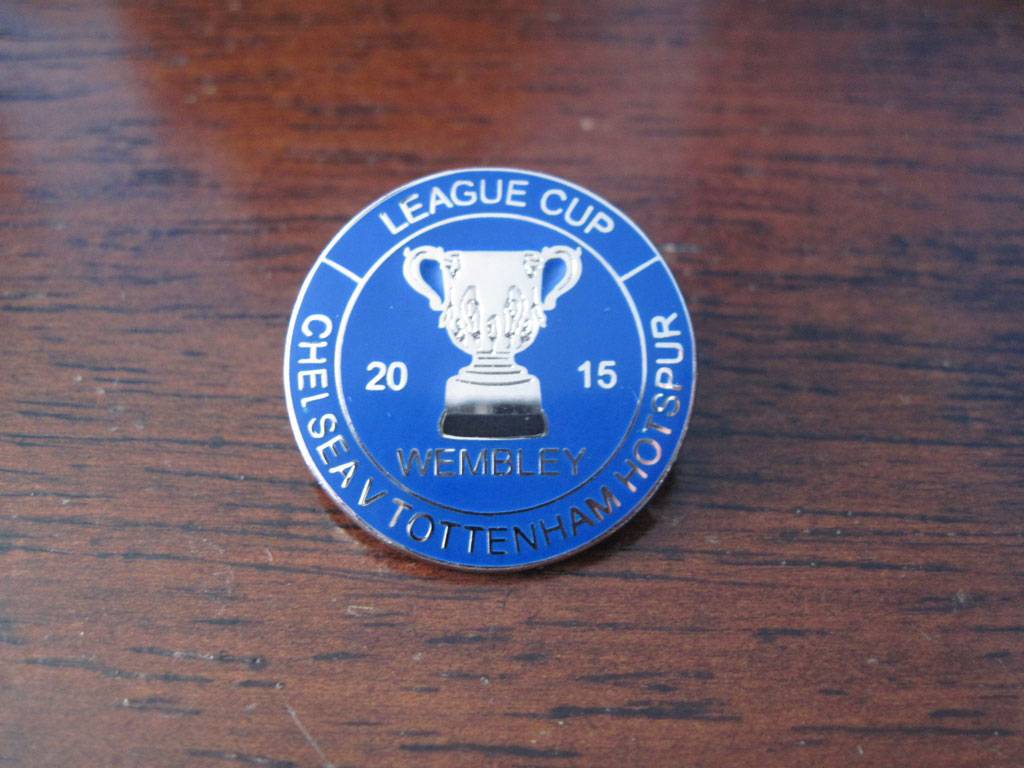 LEAGUE CUP
20 15
WEMBLEY
CHELSEA V TOTTENHAM HOTSPUR